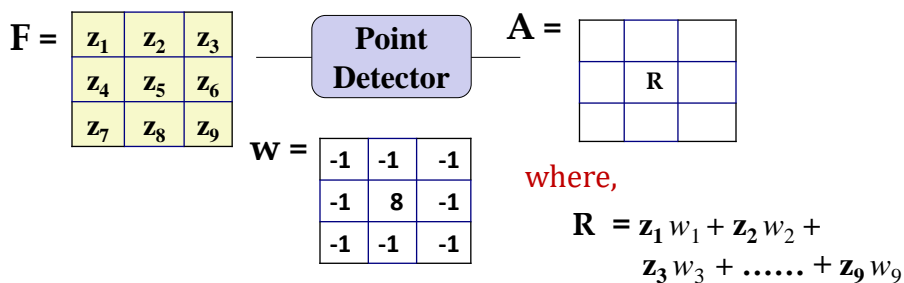 F =
z₁ z₂ z₃
z₄ z₅ z₆
z₇ z₈ z₉
Point
Detector
A =
R
w =
-1 -1 -1
-1 8 -1
-1 -1 -1
where,
R = z₁ w₁ + z₂ w₂ +
z₃ w₃ + ...... + z₉ w₉